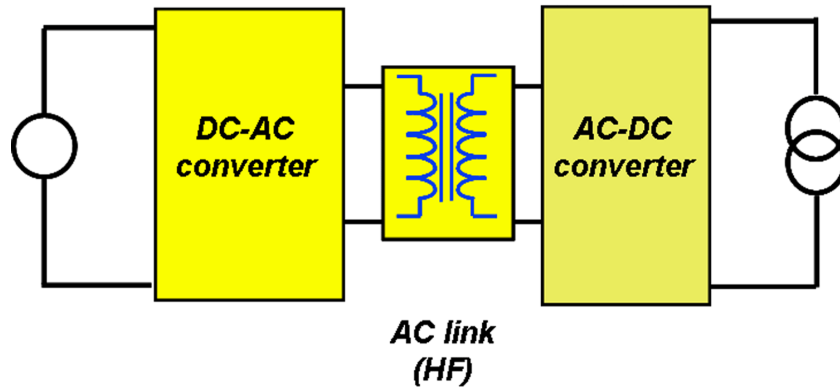 DC-AC
converter
AC-DC
converter
AC link
(HF)